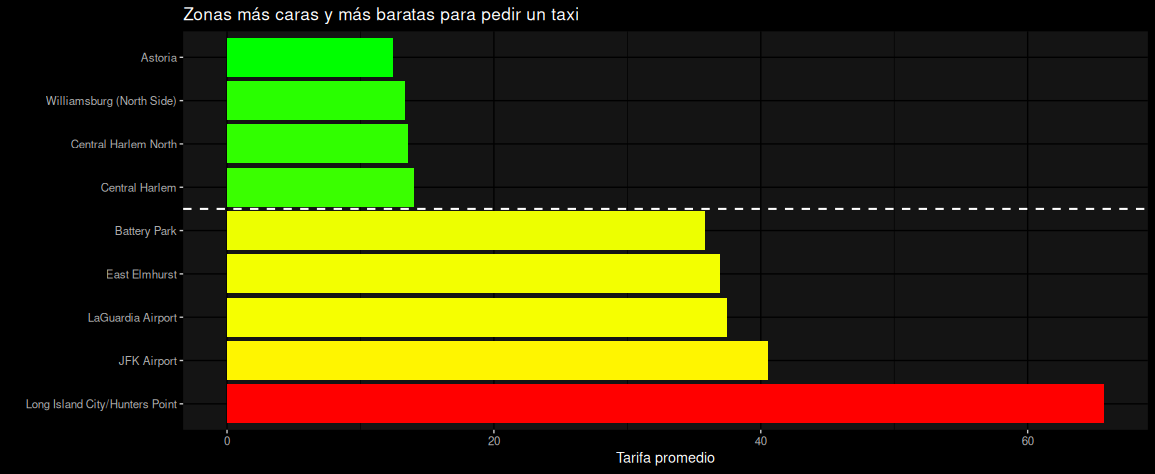 Zonas más caras y más baratas para pedir un taxi
Astoria
Williamsburg (North Side)
Central Harlem North
Central Harlem
Battery Park
East Elmhurst
LaGuardia Airport
JFK Airport
Long Island City/Hunters Point
0 20 40 60
Tarifa promedio